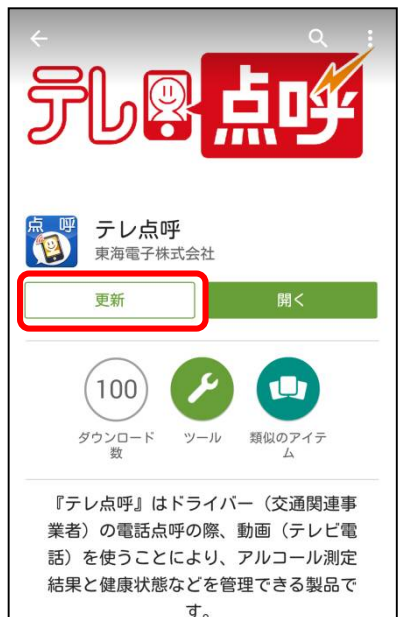 テレ点呼
点呼
テレ点呼
東海電子株式会社
更新
開く
100
ダウンロード
数
ツール
類似のアイテ
ム
『テレ点呼』はドライバー（交通関連事
業者）の電話点呼の際、動画（テレビ電
話）を使うことにより、アルコール測定
結果と健康状態などを管理できる製品で
す。